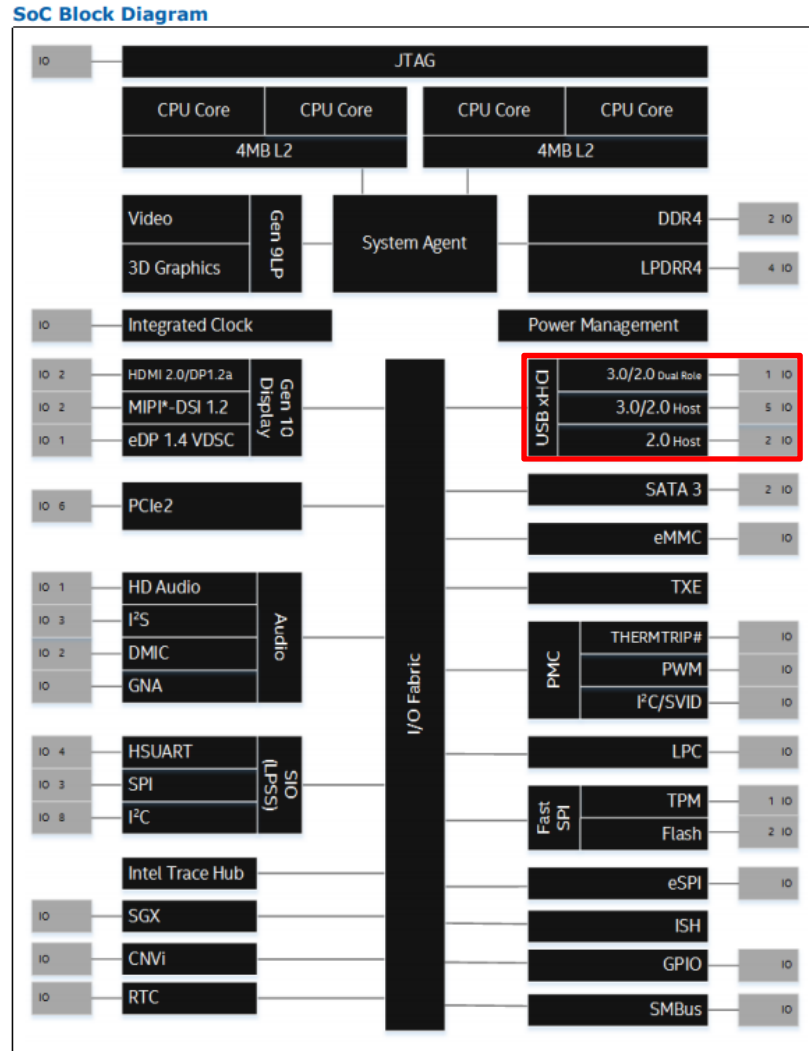 SoC Block Diagram
IO JTAG
CPU Core CPU Core CPU Core CPU Core
4MB L2 4MB L2
Video
3D Graphics
Gen 9LP
System Agent
DDR4 2 IO
LPDRR4 4 IO
IO Integrated Clock
Power Management
IO 2 HDMI 2.0/DP1.2a
IO 2 MIPI*-DSI 1.2
IO 1 eDP 1.4 VDSC
Gen 10
Display
USB xHCI
3.0/2.0 Dual Role 1 IO
3.0/2.0 Host 5 IO
2.0 Host 2 IO
IO 6 PCIe2
SATA 3 2 IO
eMMC IO
TXE
IO 1 HD Audio
IO 3 I²S
IO 2 DMIC
IO GNA
Audio
I/O Fabric
PMC
THERMTRIP# IO
PWM IO
I²C/SVID IO
LPC IO
IO 4 HSUART
IO 3 SPI
IO 8 I²C
SIO
(LPSS)
Fast
SPI
TPM 1 IO
Flash 2 IO
Intel Trace Hub
eSPI IO
IO SGX
ISH
IO CNVi
GPIO IO
IO RTC
SMBus IO